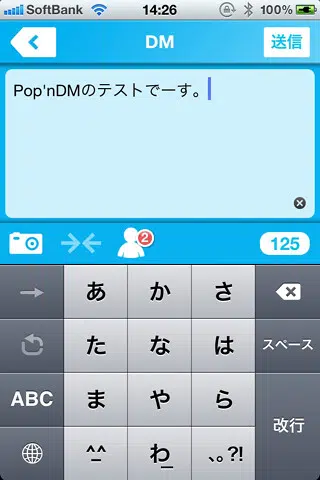 SoftBank 14:26 100%
DM 送信
Pop'nDMのテストでーす。
2 125
あ か さ
た な は スペース
ABC ま や ら 改行
^_^ わ 、。?!